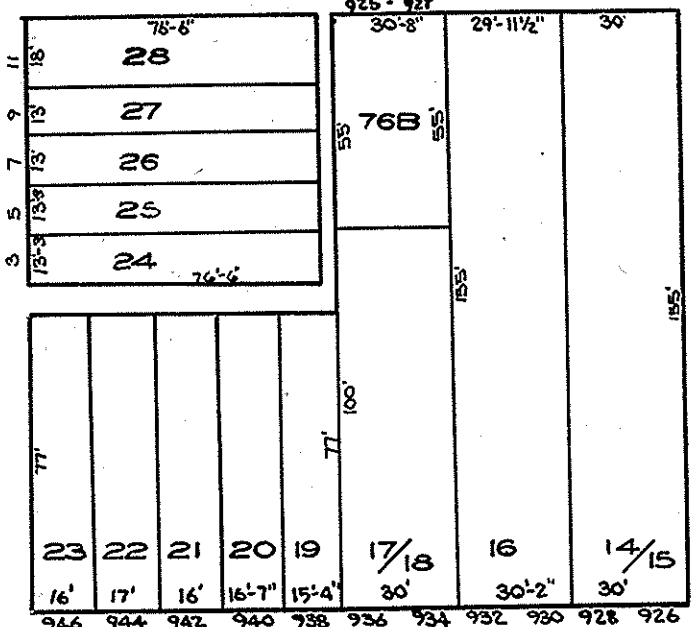 925 - 927
76'-6" 30'-8" 29'-11½" 30'
11 18' 28
9 13' 27
7 13' 26
5 13'-3 25
3 13'-3 24 76'-6"
55' 76B 55'
155' 155'
100'
77' 77'
23 22 21 20 19 17/18 16 14/15
16' 17' 16' 16'-7" 15'-4" 30' 30'-2" 30'
946 944 942 940 938 936 934 932 930 928 926